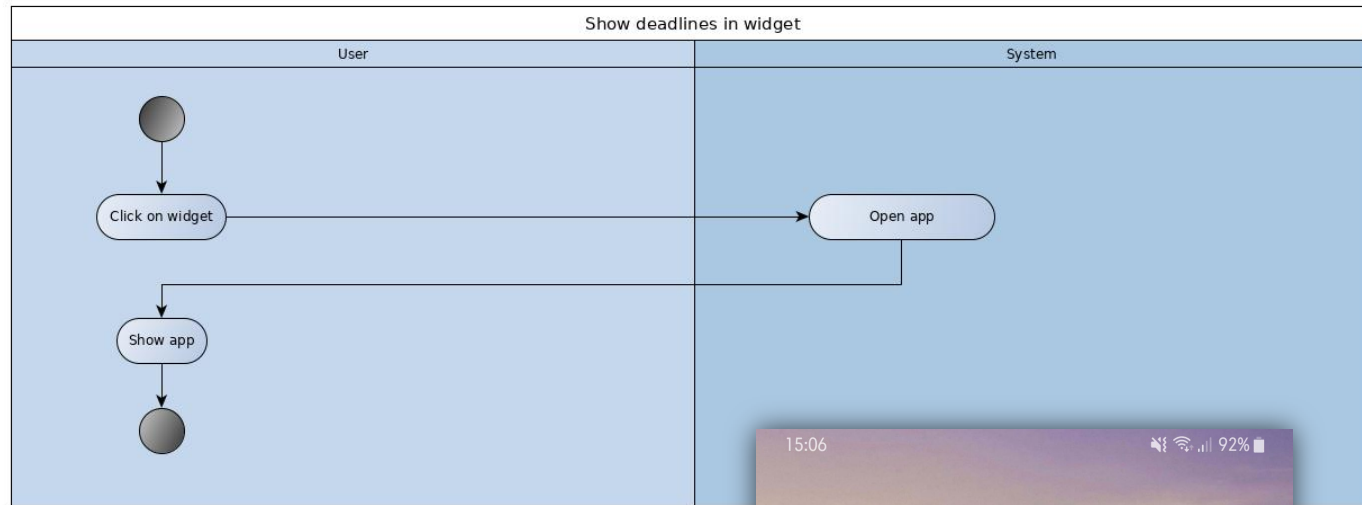 Show deadlines in widget
User
System
Click on widget
Open app
Show app
15:06
92%